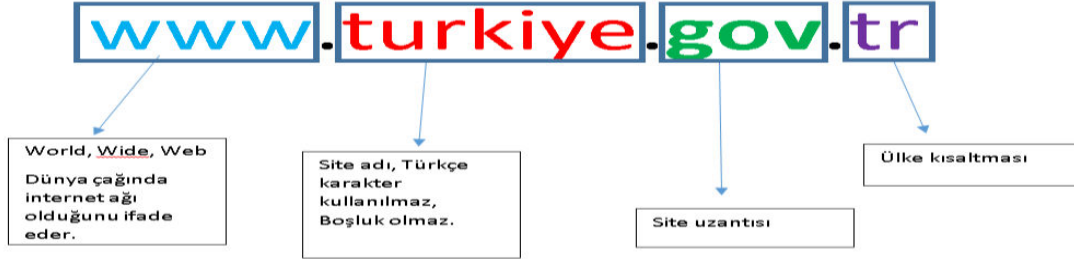 www.turkiye.gov.tr
World, Wide, Web
Dünya çağında
internet ağı
olduğunu ifade
eder.
Site adı, Türkçe
karakter
kullanılmaz,
Boşluk olmaz.
Site uzantısı
Ülke kısaltması